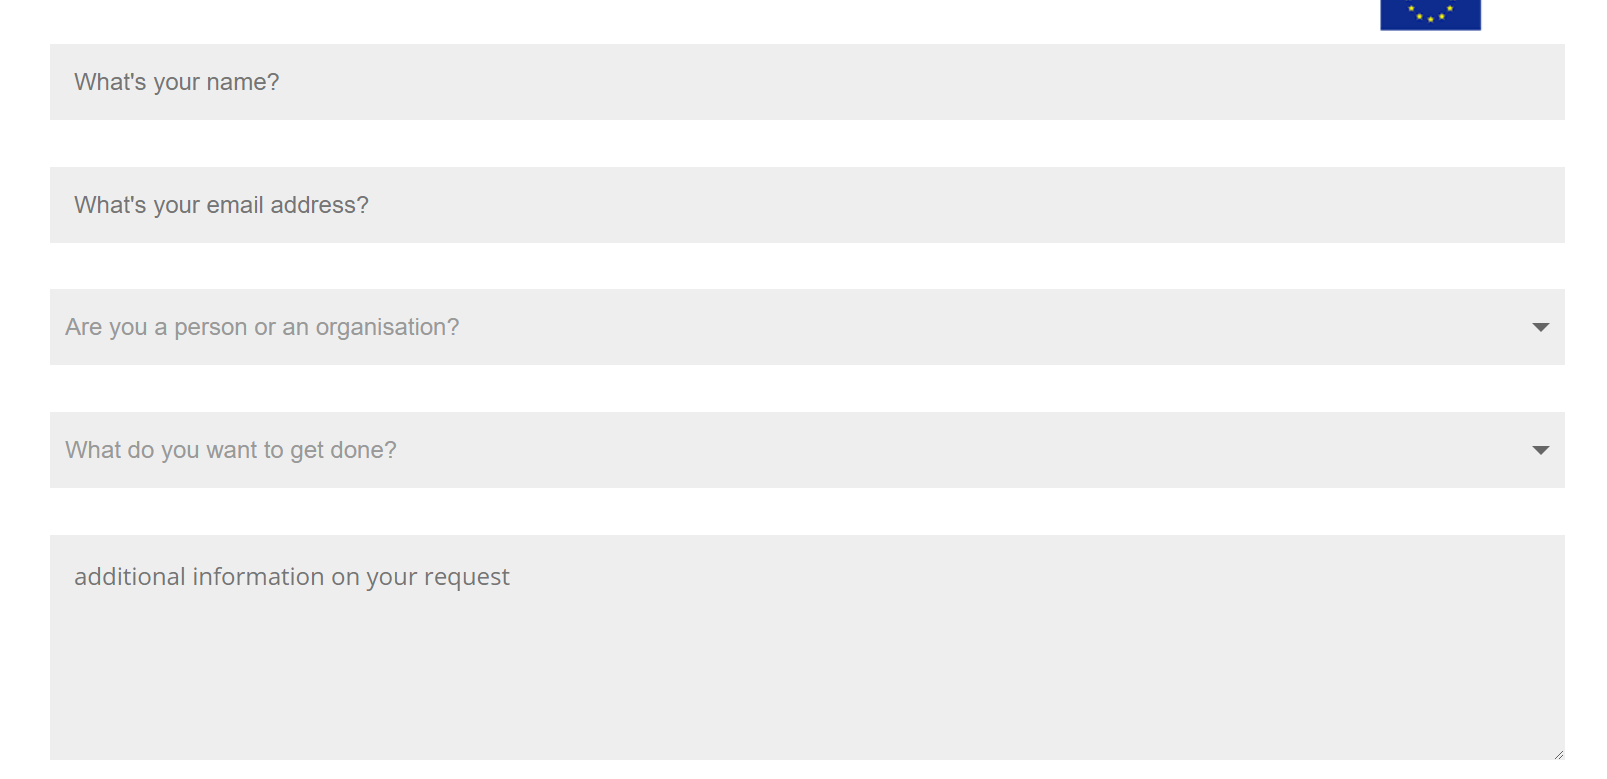 What's your name?
What's your email address?
Are you a person or an organisation?
What do you want to get done?
additional information on your request